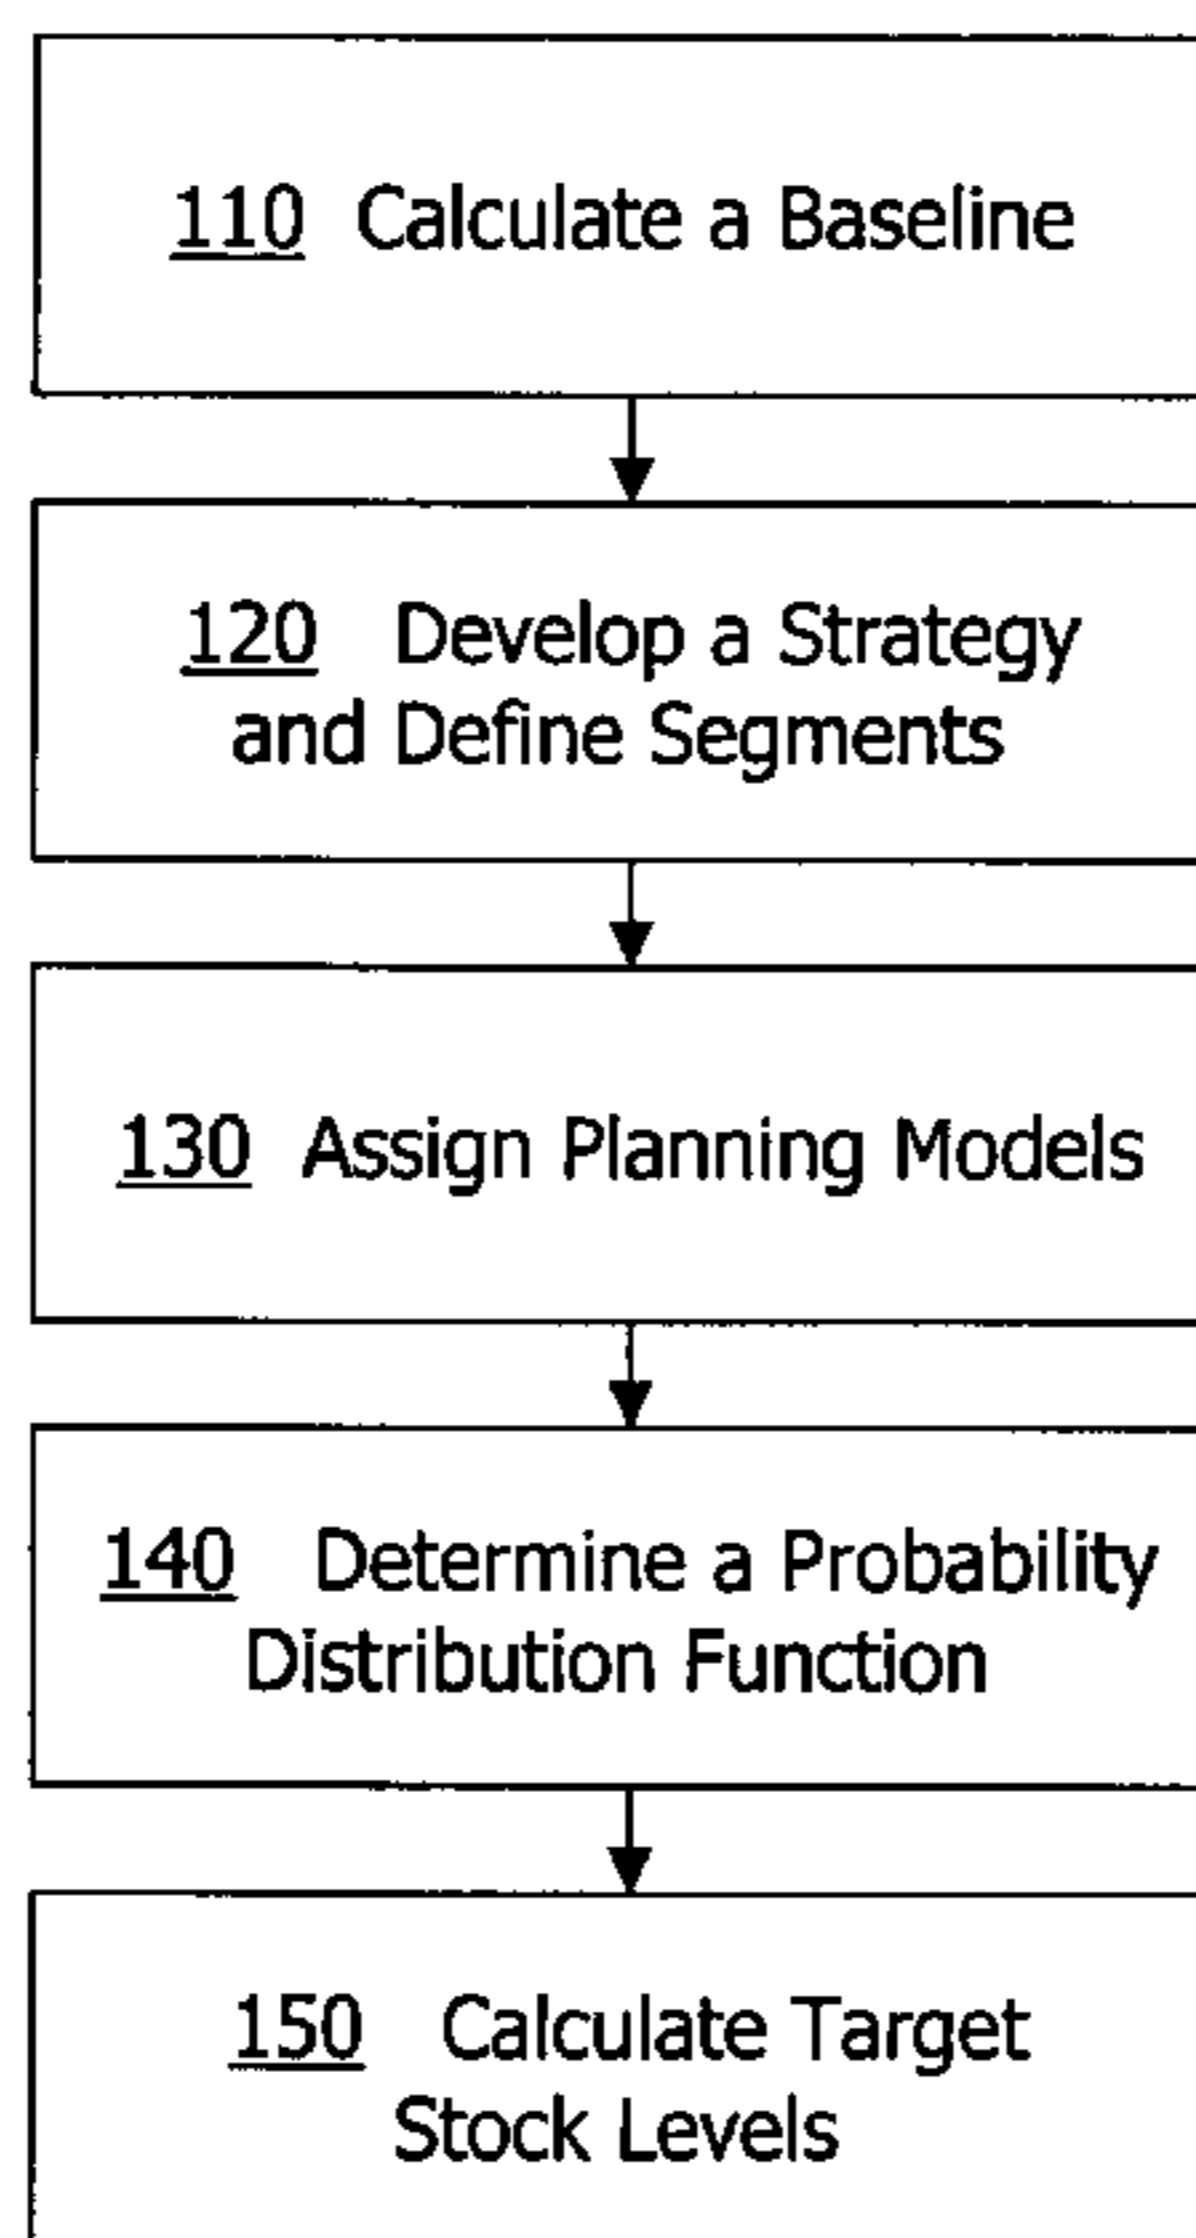 110 Calculate a Baseline
120 Develop a Strategy
and Define Segments
130 Assign Planning Models
140 Determine a Probability
Distribution Function
150 Calculate Target
Stock Levels